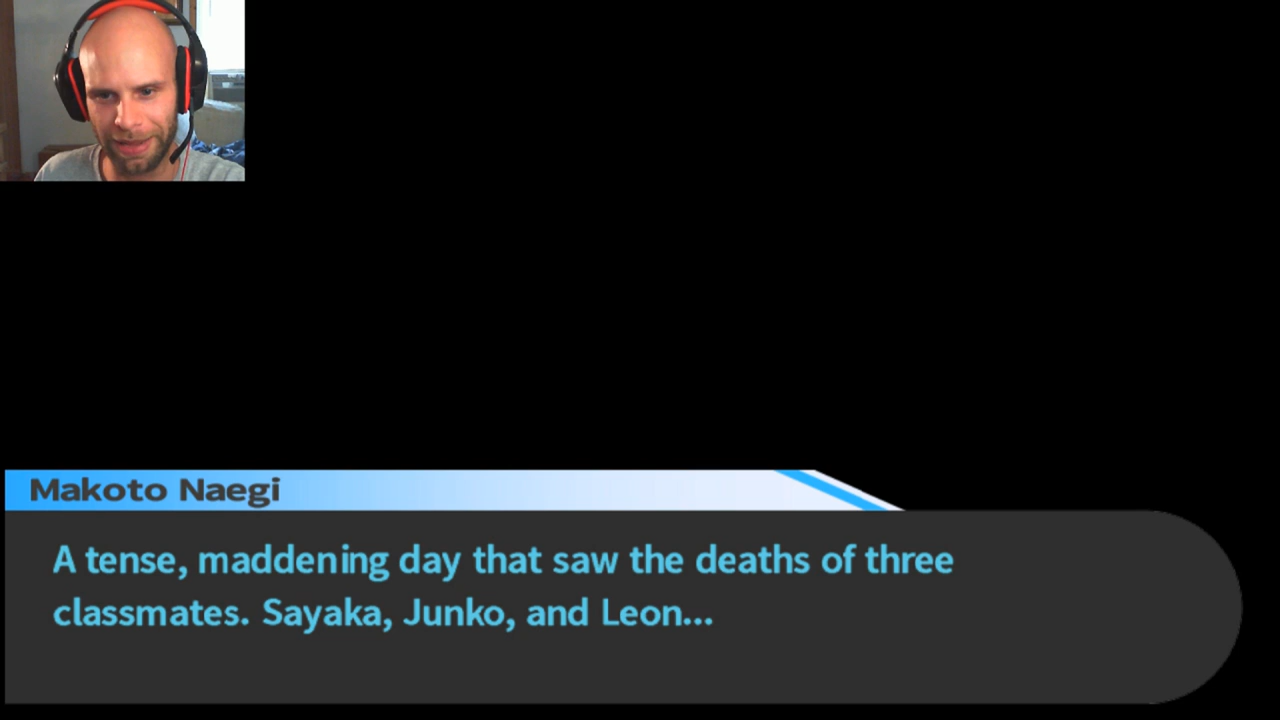 Makoto Naegi
A tense, maddening day that saw the deaths of three
classmates. Sayaka, Junko, and Leon...